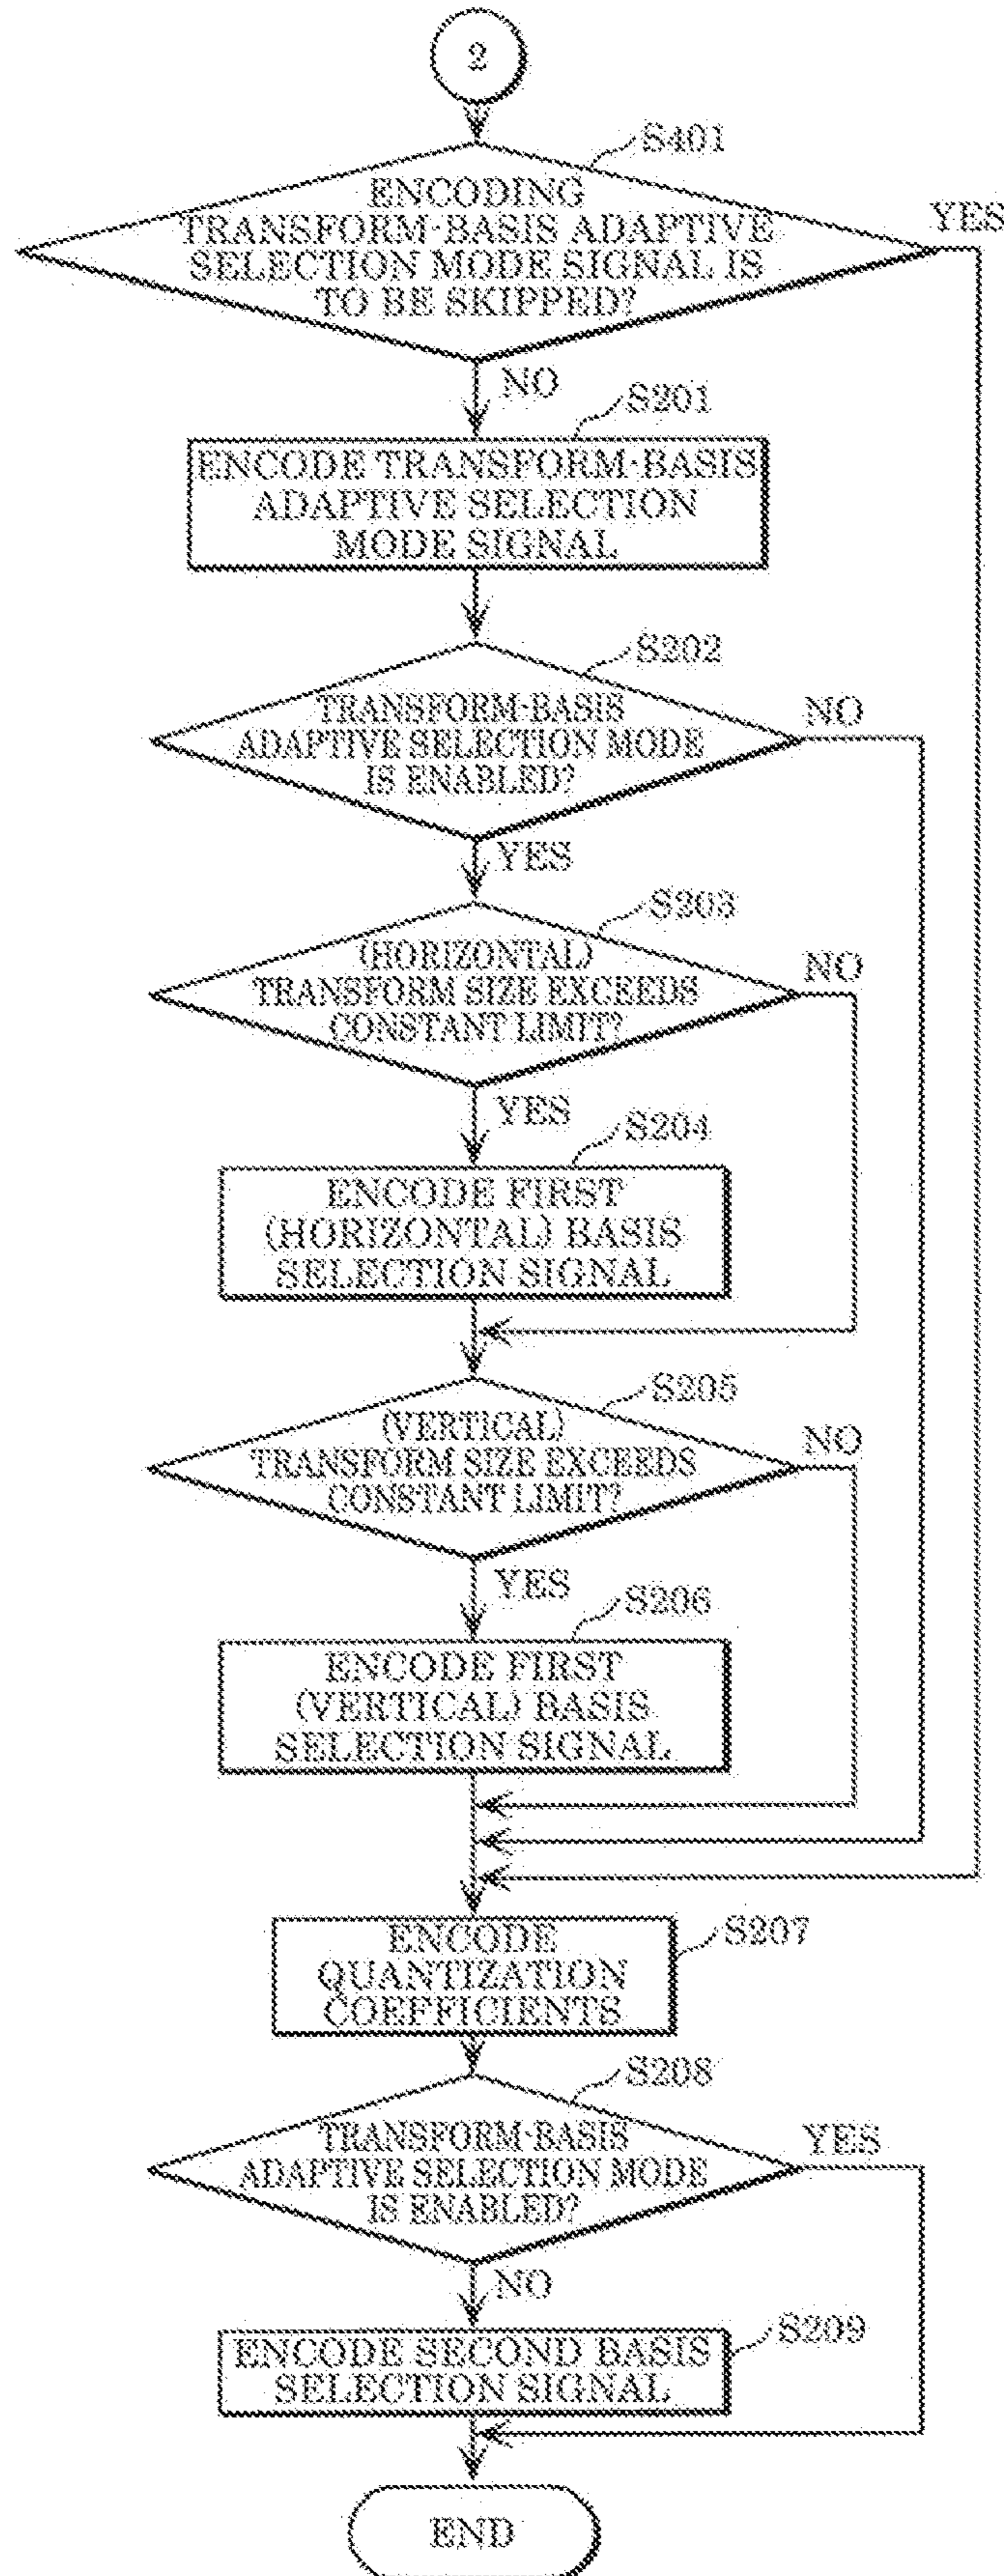 2
S401
ENCODING
TRANSFORM-BASIS ADAPTIVE
SELECTION MODE SIGNAL IS
TO BE SKIPPED?
YES
NO
S201
ENCODE TRANSFORM-BASIS
ADAPTIVE SELECTION
MODE SIGNAL
S202
TRANSFORM-BASIS
ADAPTIVE SELECTION MODE
IS ENABLED?
NO
YES
S203
(HORIZONTAL)
TRANSFORM SIZE EXCEEDS
CONSTANT LIMIT?
NO
YES
S204
ENCODE FIRST
(HORIZONTAL) BASIS
SELECTION SIGNAL
S205
(VERTICAL)
TRANSFORM SIZE EXCEEDS
CONSTANT LIMIT?
NO
YES
S206
ENCODE FIRST
(VERTICAL) BASIS
SELECTION SIGNAL
S207
ENCODE
QUANTIZATION
COEFFICIENTS
S208
TRANSFORM-BASIS
ADAPTIVE SELECTION MODE
IS ENABLED?
YES
NO
S209
ENCODE SECOND BASIS
SELECTION SIGNAL
END